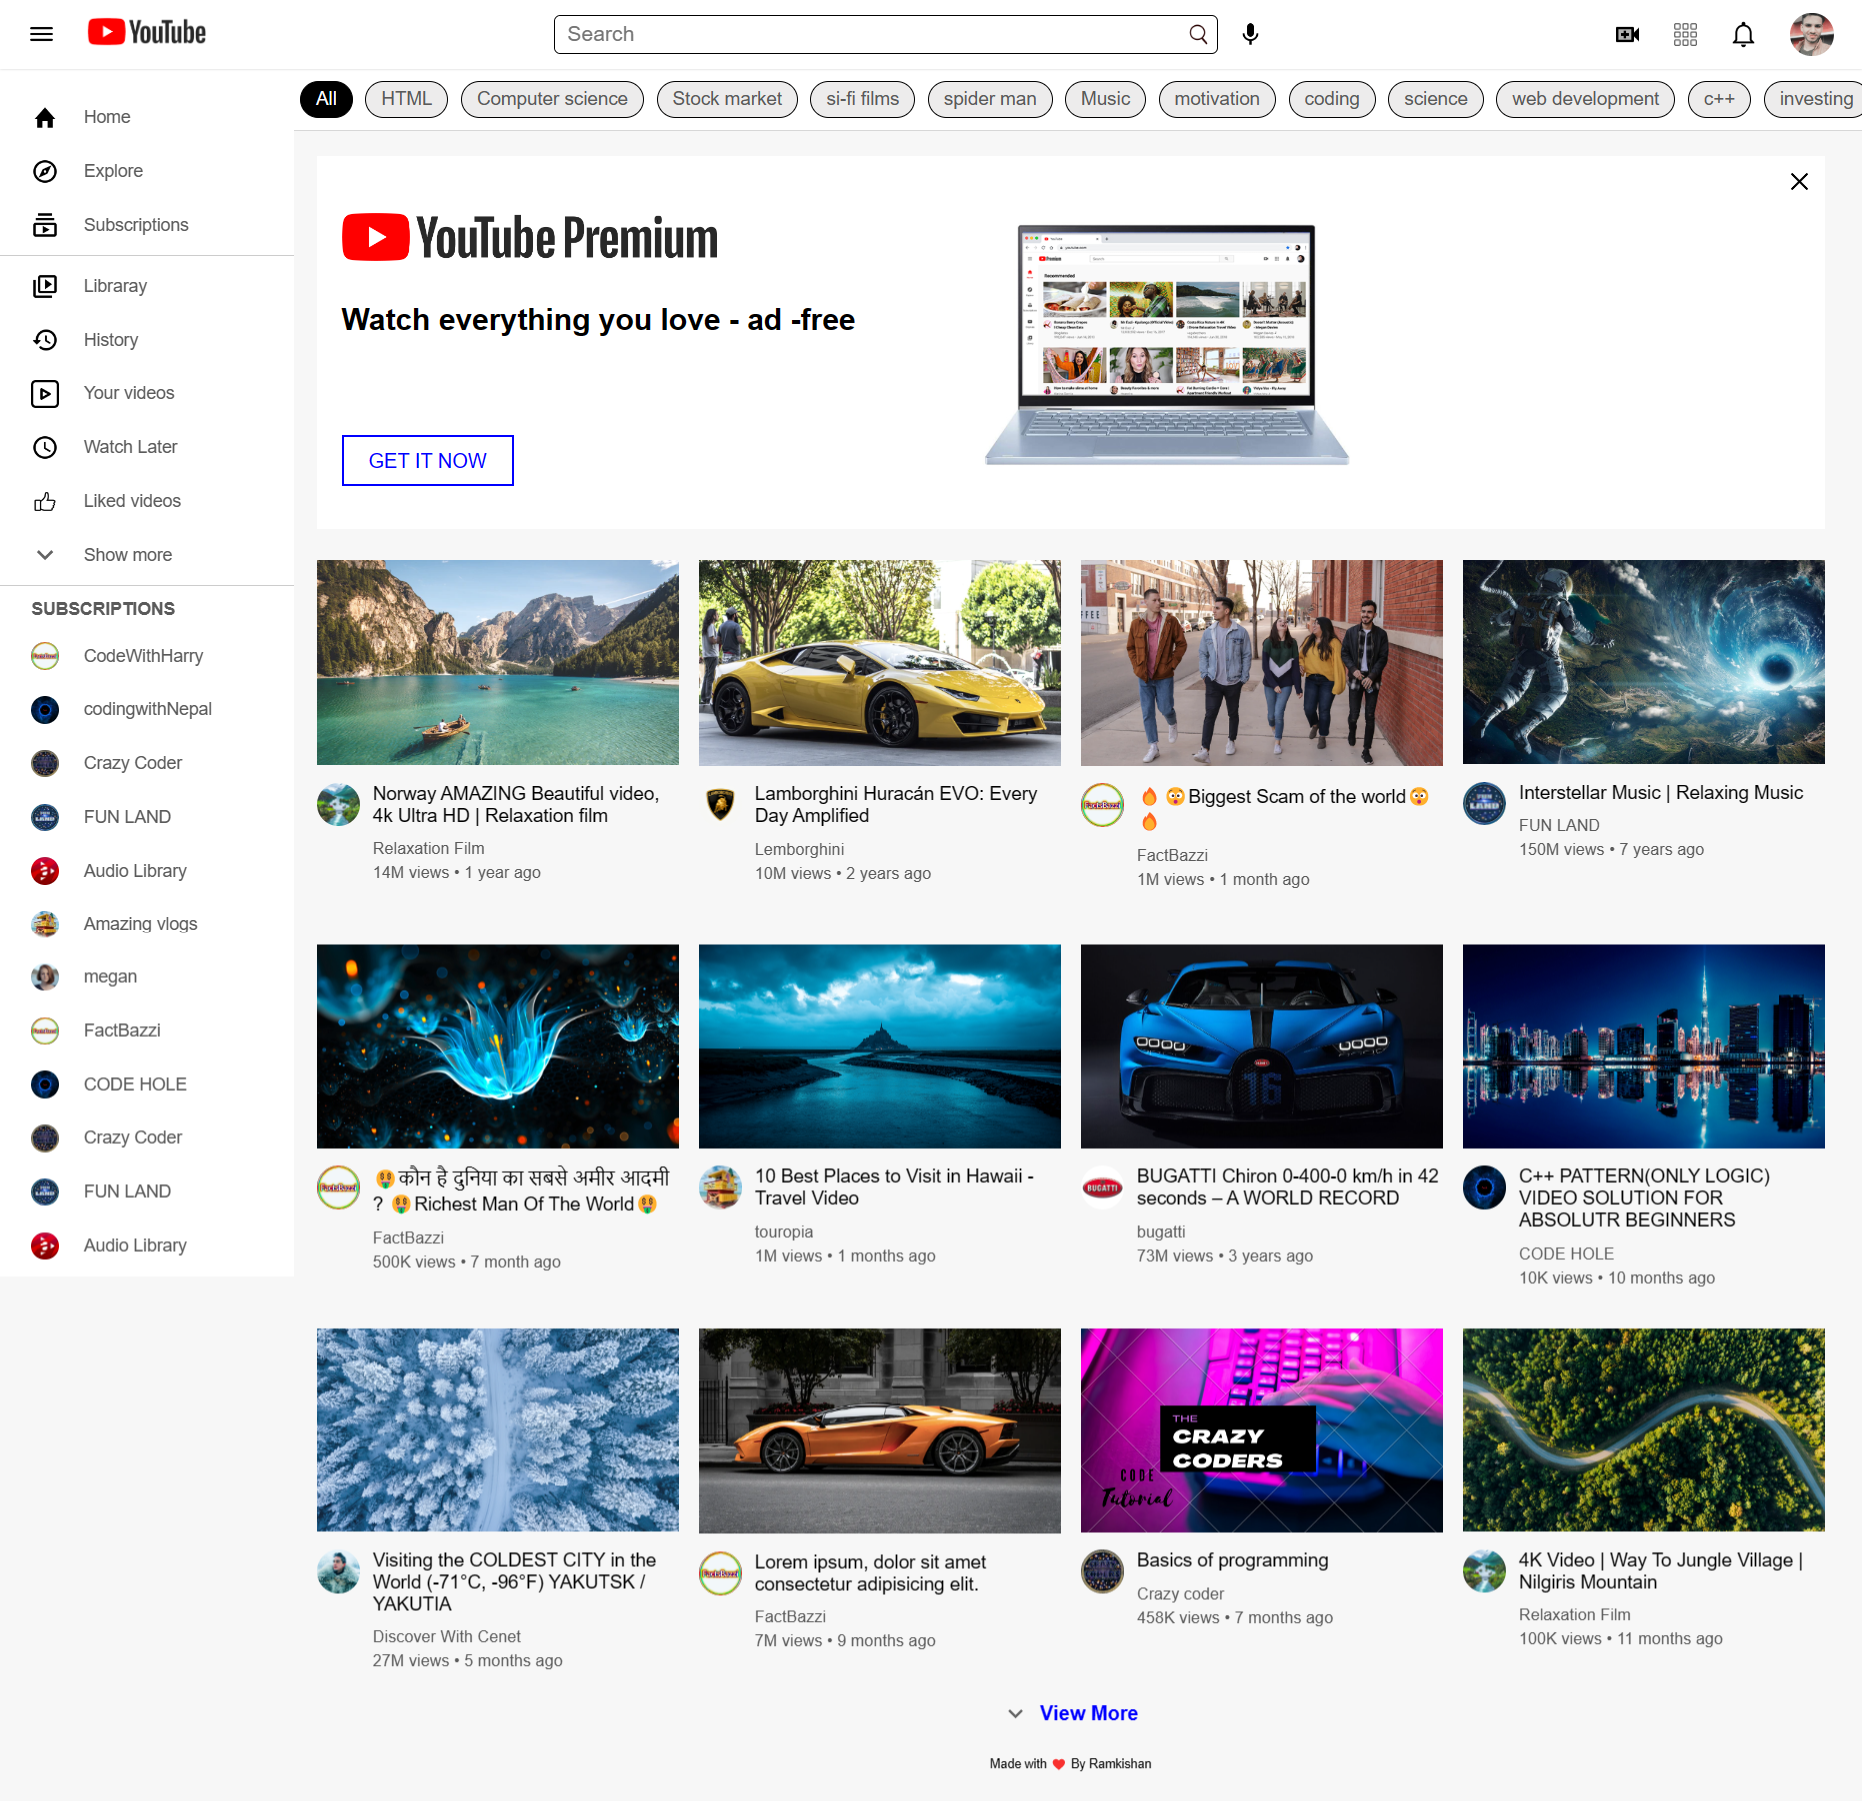 YouTube
Search
All
HTML
Computer science
Stock market
si-fi films
spider man
Music
motivation
coding
science
web development
c++
investing
Home
Explore
Subscriptions
Libraray
History
Your videos
Watch Later
Liked videos
Show more
SUBSCRIPTIONS
CodeWithHarry
codingwithNepal
Crazy Coder
FUN LAND
Audio Library
Amazing vlogs
megan
FactBazzi
CODE HOLE
Crazy Coder
FUN LAND
Audio Library
YouTube Premium
Watch everything you love - ad -free
GET IT NOW
Norway AMAZING Beautiful video,
4k Ultra HD | Relaxation film
Relaxation Film
14M views • 1 year ago
Lamborghini Huracán EVO: Every
Day Amplified
Lemborghini
10M views • 2 years ago
🔥 😲Biggest Scam of the world😲
🔥
FactBazzi
1M views • 1 month ago
Interstellar Music | Relaxing Music
FUN LAND
150M views • 7 years ago
🤑कौन है दुनिया का सबसे अमीर आदमी
? 🤑Richest Man Of The World🤑
FactBazzi
500K views • 7 month ago
10 Best Places to Visit in Hawaii -
Travel Video
touropia
1M views • 1 months ago
16
BUGATTI
BUGATTI Chiron 0-400-0 km/h in 42
seconds – A WORLD RECORD
bugatti
73M views • 3 years ago
C++ PATTERN(ONLY LOGIC)
VIDEO SOLUTION FOR
ABSOLUTR BEGINNERS
CODE HOLE
10K views • 10 months ago
Visiting the COLDEST CITY in the
World (-71°C, -96°F) YAKUTSK /
YAKUTIA
Discover With Cenet
27M views • 5 months ago
Lorem ipsum, dolor sit amet
consectetur adipisicing elit.
FactBazzi
7M views • 9 months ago
THE
CRAZY
CODERS
CODE
Tutorial
Basics of programming
Crazy coder
458K views • 7 months ago
4K Video | Way To Jungle Village |
Nilgiris Mountain
Relaxation Film
100K views • 11 months ago
View More
Made with ❤️ By Ramkishan